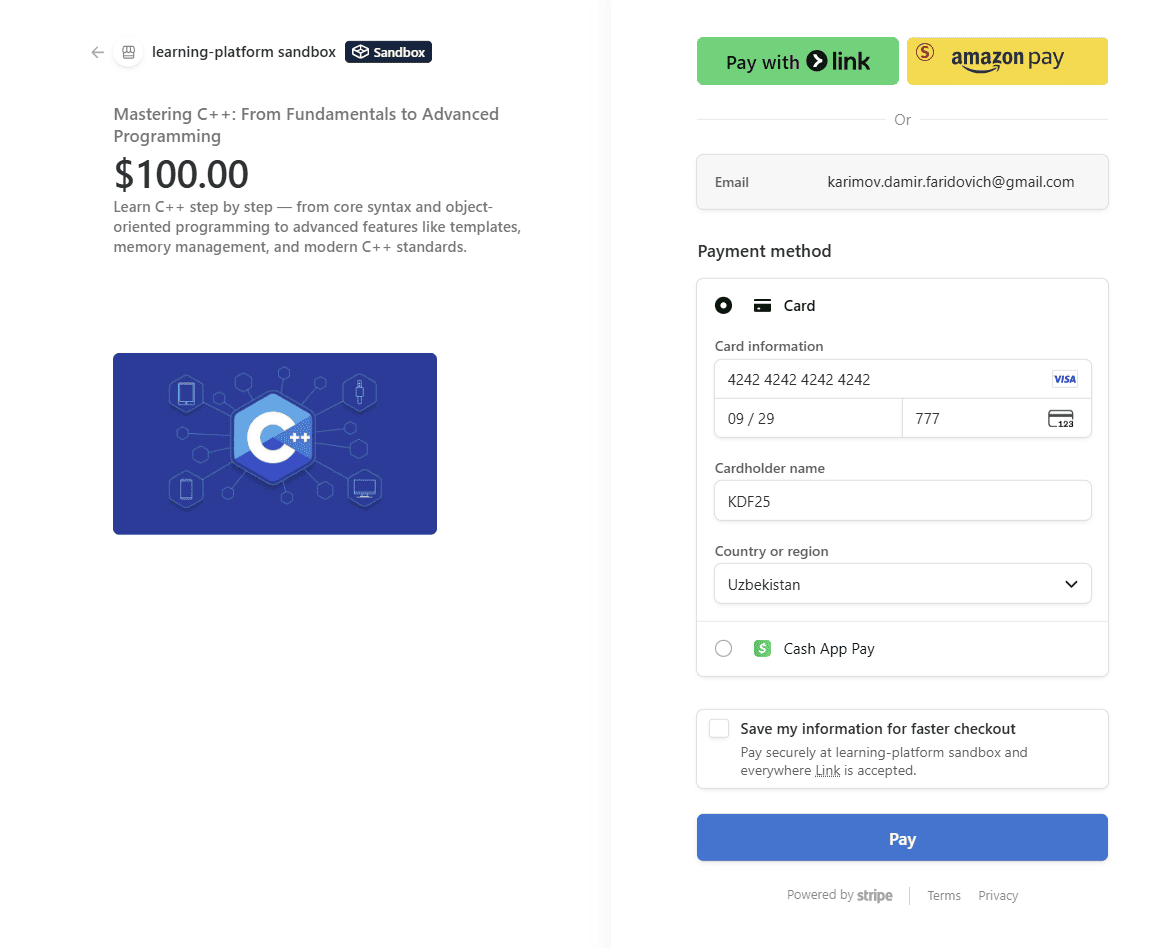 learning-platform sandbox Sandbox
Mastering C++: From Fundamentals to Advanced
Programming
$100.00
Learn C++ step by step — from core syntax and object-
oriented programming to advanced features like templates,
memory management, and modern C++ standards.
C++
Pay with link
S amazon pay
Or
Email karimov.damir.faridovich@gmail.com
Payment method
Card
Card information
4242 4242 4242 4242 VISA
09 / 29 777 123
Cardholder name
KDF25
Country or region
Uzbekistan
$ Cash App Pay
Save my information for faster checkout
Pay securely at learning-platform sandbox and
everywhere Link is accepted.
Pay
Powered by stripe Terms Privacy